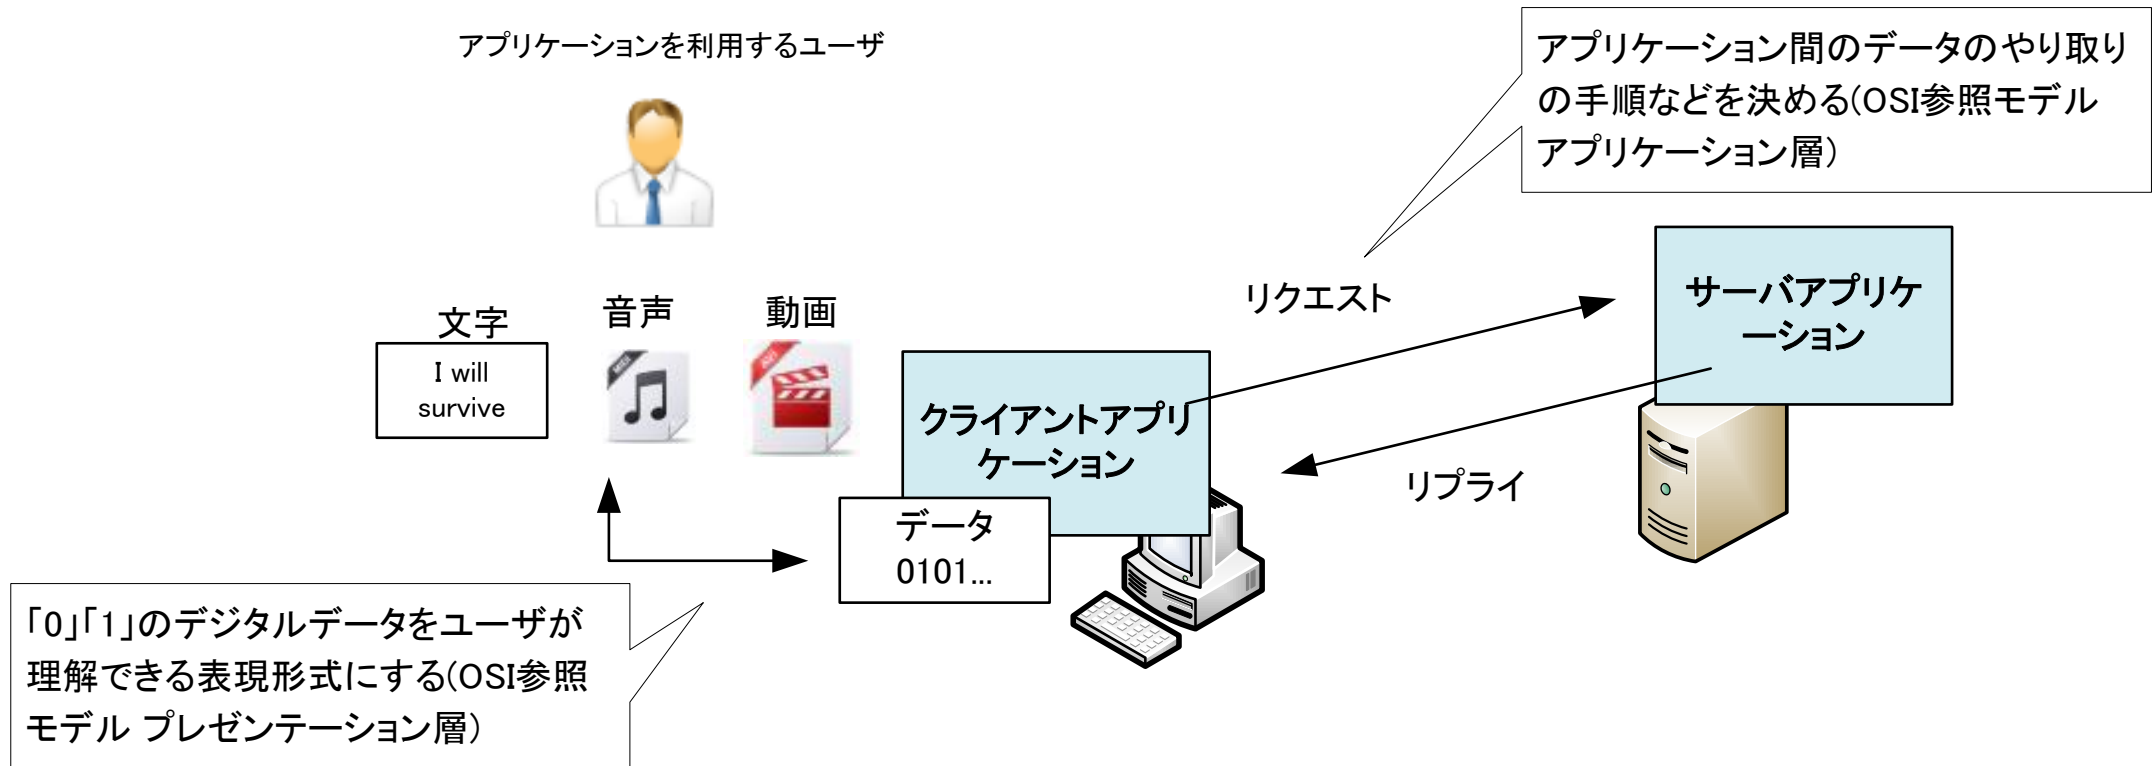 アプリケーションを利用するユーザ
アプリケーション間のデータのやり取り
の手順などを決める(OSI参照モデル
アプリケーション層)
文字
音声
動画
I will
survive
MIDI
AVI
クライアントアプリ
ケーション
データ
0101...
リクエスト
リプライ
サーバアプリケ
ーション
「0」「1」のデジタルデータをユーザが
理解できる表現形式にする(OSI参照
モデル プレゼンテーション層)